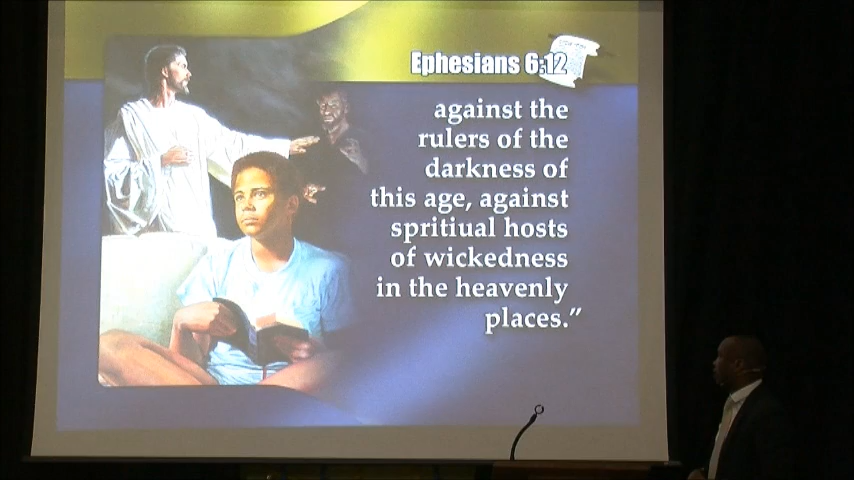 Ephesians 6:12
against the
rulers of the
darkness of
this age, against
spritiual hosts
of wickedness
in the heavenly
places.”